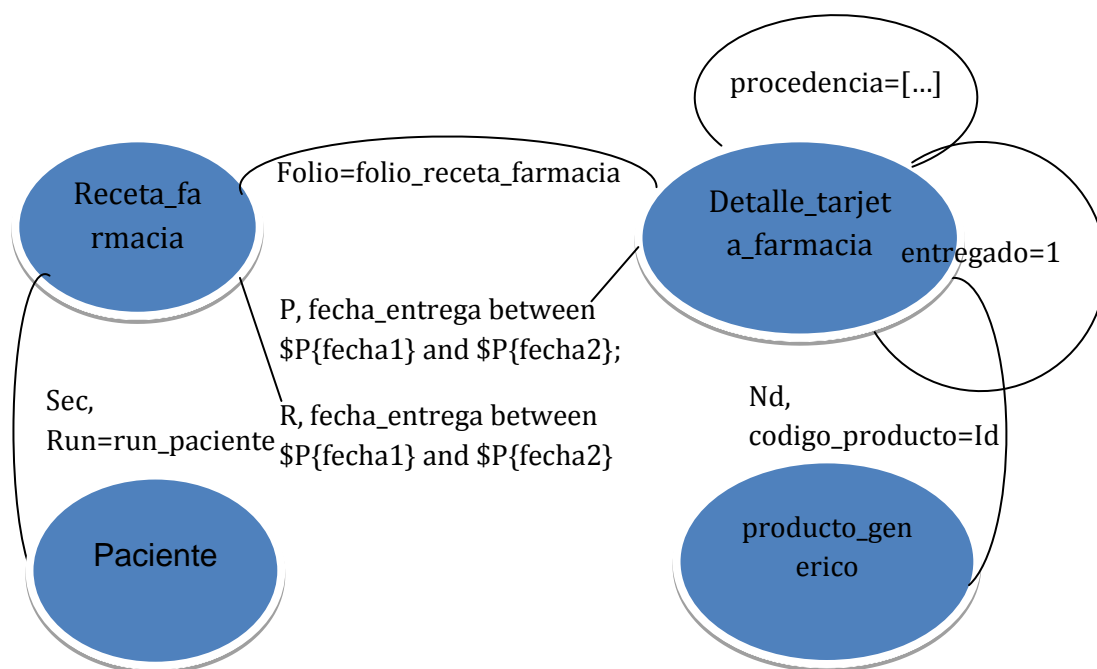 procedencia=[...]
Folio=folio_receta_farmacia
Receta_fa
rmacia
Detalle_tarjet
a_farmacia
entregado=1
P, fecha_entrega between
$P{fecha1} and $P{fecha2};
Sec,
Run=run_paciente
R, fecha_entrega between
$P{fecha1} and $P{fecha2}
Nd,
codigo_producto=Id
Paciente
producto_gen
erico